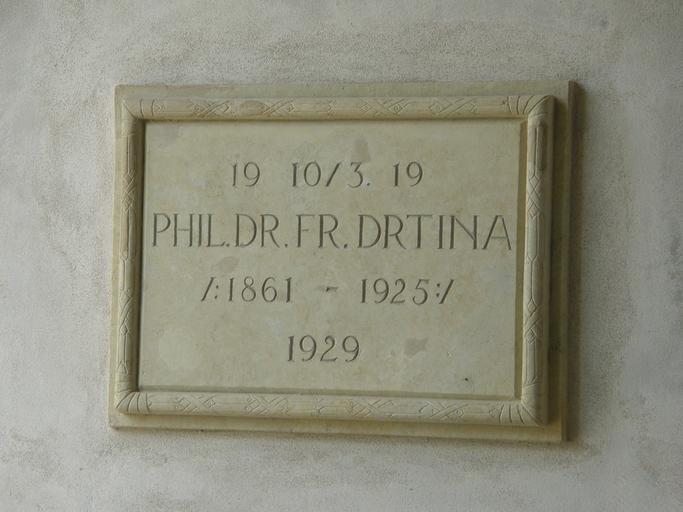 19 10/3. 19
PHIL.DR.FR.DRTINA
/:1861 - 1925:/
1929